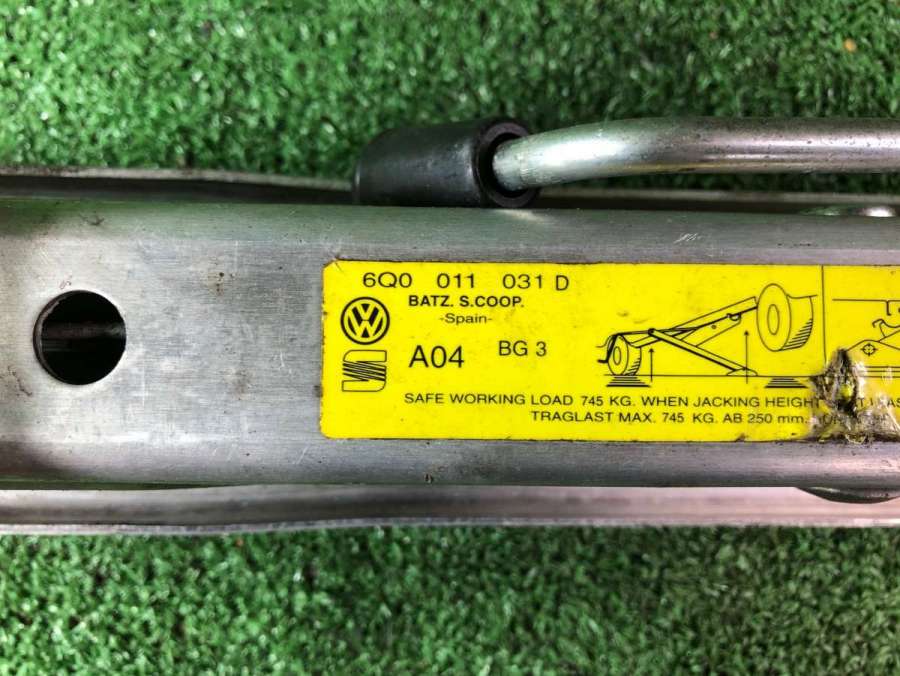 6Q0 011 031 D
BATZ. S.COOP.
-Spain-
A04 BG 3
SAFE WORKING LOAD 745 KG. WHEN JACKING HEIGHT
TRAGLAST MAX. 745 KG. AB 250 mm.